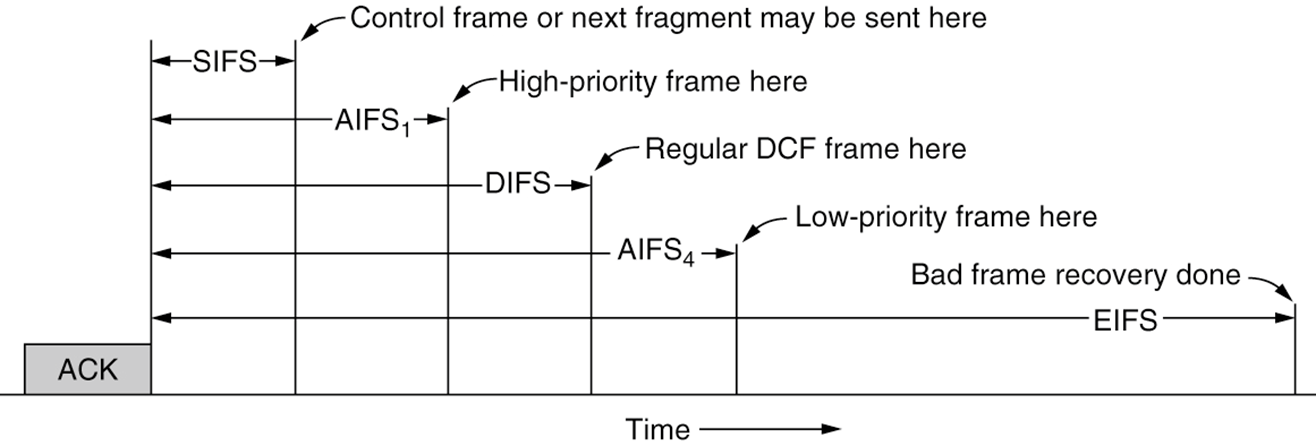 Control frame or next fragment may be sent here
SIFS
High-priority frame here
AIFS₁
Regular DCF frame here
DIFS
Low-priority frame here
AIFS₄
Bad frame recovery done
EIFS
ACK
Time